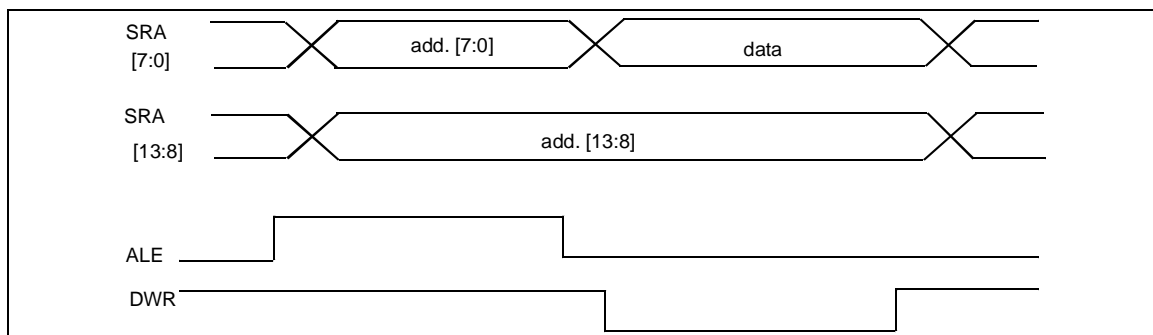 SRA
[7:0]
add. [7:0]
data
SRA
[13:8]
add. [13:8]
ALE
DWR